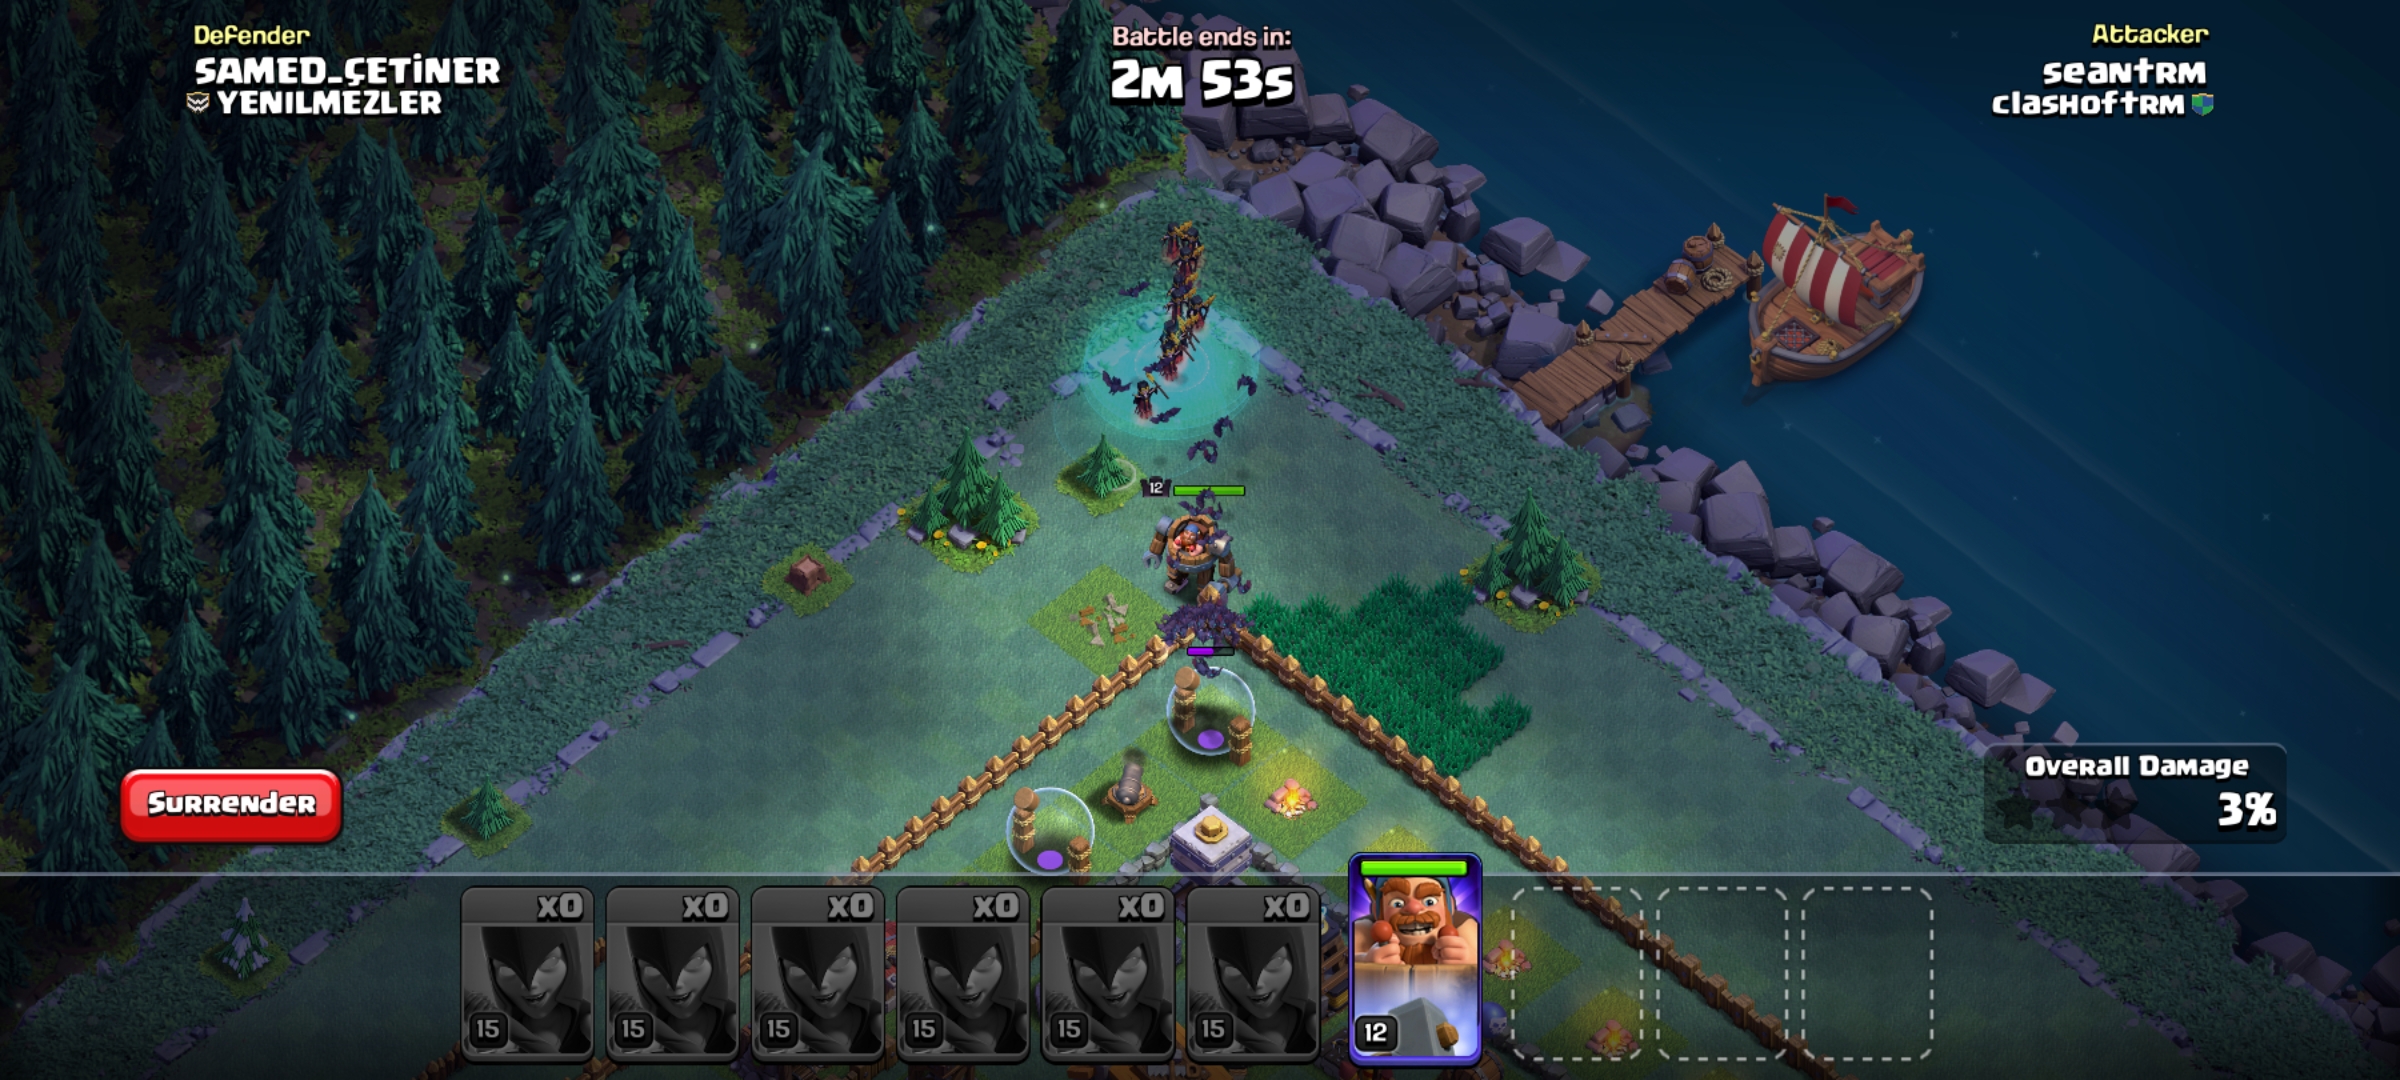 Defender
SAMED_ÇETİNER
YENILMEZLER
Battle ends in:
2M 53s
Attacker
seantRM
clashoftRM
12
Surrender
Overall Damage
3%
x0
x0
x0
x0
x0
x0
15
15
15
15
15
15
12